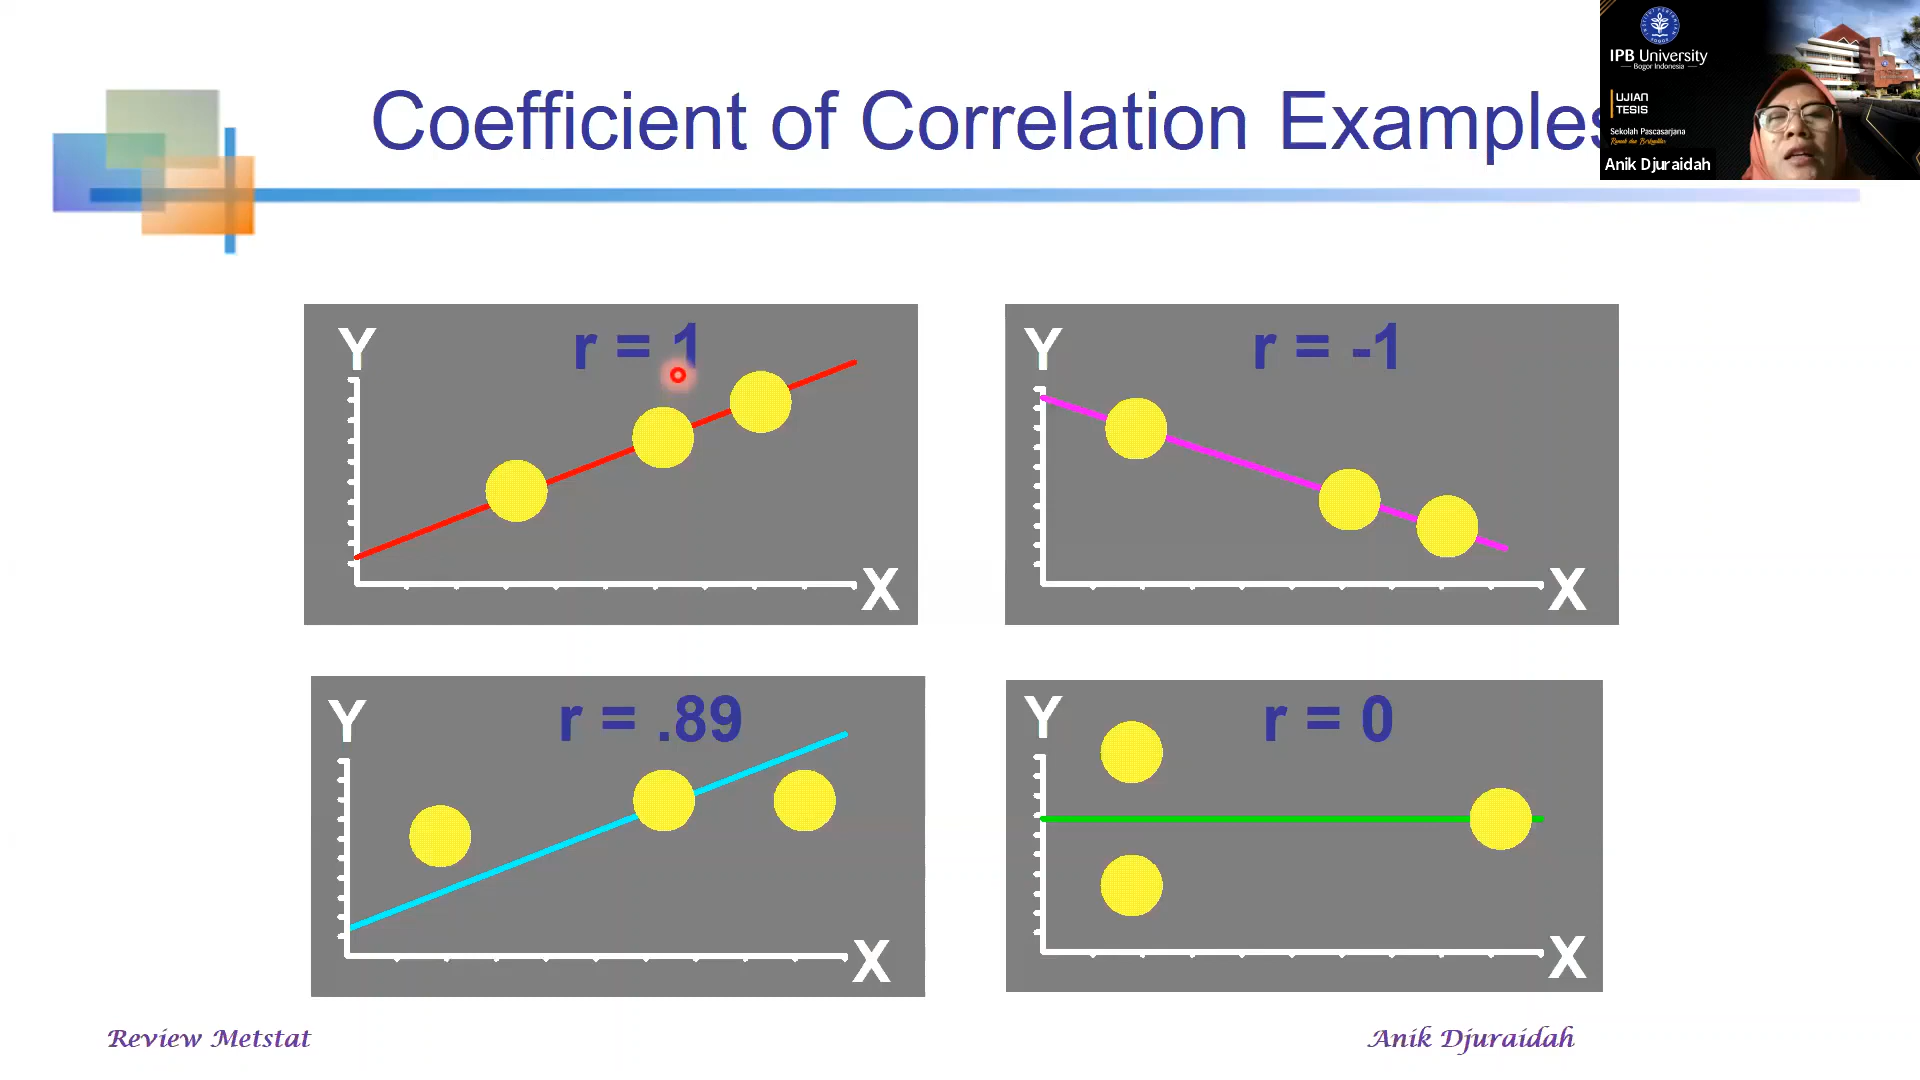 Coefficient of Correlation Examples
IPB University
Bogor Indonesia
UJIAN
TESIS
Sekolah Pascasarjana
Anik Djuraidah
Y
r = 1
X
Y
r = -1
X
Y
r = .89
X
Y
r = 0
X
Review Metstat
Anik Djuraidah